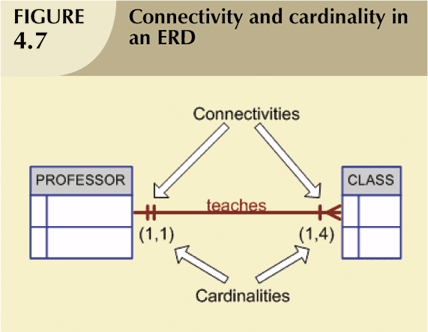 FIGURE
4.7
Connectivity and cardinality in
an ERD
Connectivities
PROFESSOR
teaches
CLASS
(1,1)
(1,4)
Cardinalities